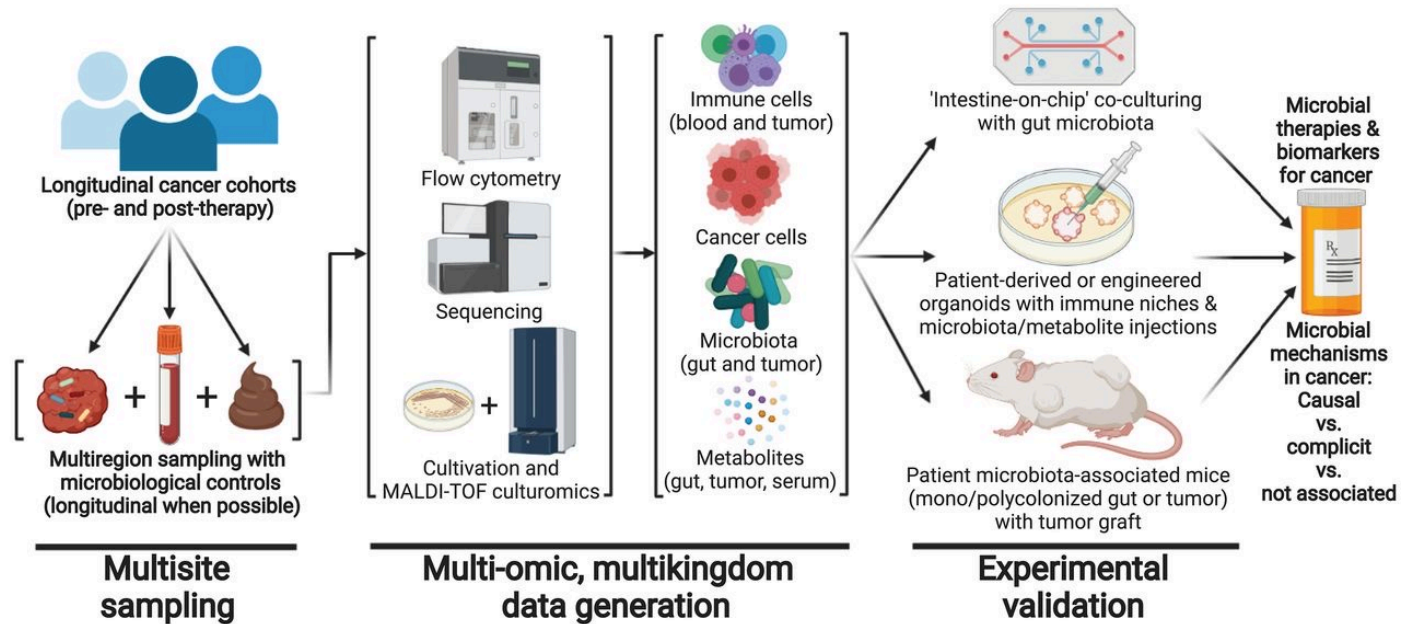 Longitudinal cancer cohorts
(pre- and post-therapy)
Multiregion sampling with
microbiological controls
(longitudinal when possible)
Multisite
sampling
Flow cytometry
Sequencing
Cultivation and
MALDI-TOF culturomics
Immune cells
(blood and tumor)
Cancer cells
Microbiota
(gut and tumor)
Metabolites
(gut, tumor, serum)
Multi-omic, multikingdom
data generation
'Intestine-on-chip' co-culturing
with gut microbiota
Patient-derived or engineered
organoids with immune niches &
microbiota/metabolite injections
Patient microbiota-associated mice
(mono/polycolonized gut or tumor)
with tumor graft
Experimental
validation
Microbial
therapies &
biomarkers
for cancer
Rx
Microbial
mechanisms
in cancer:
Causal
vs.
complicit
vs.
not associated